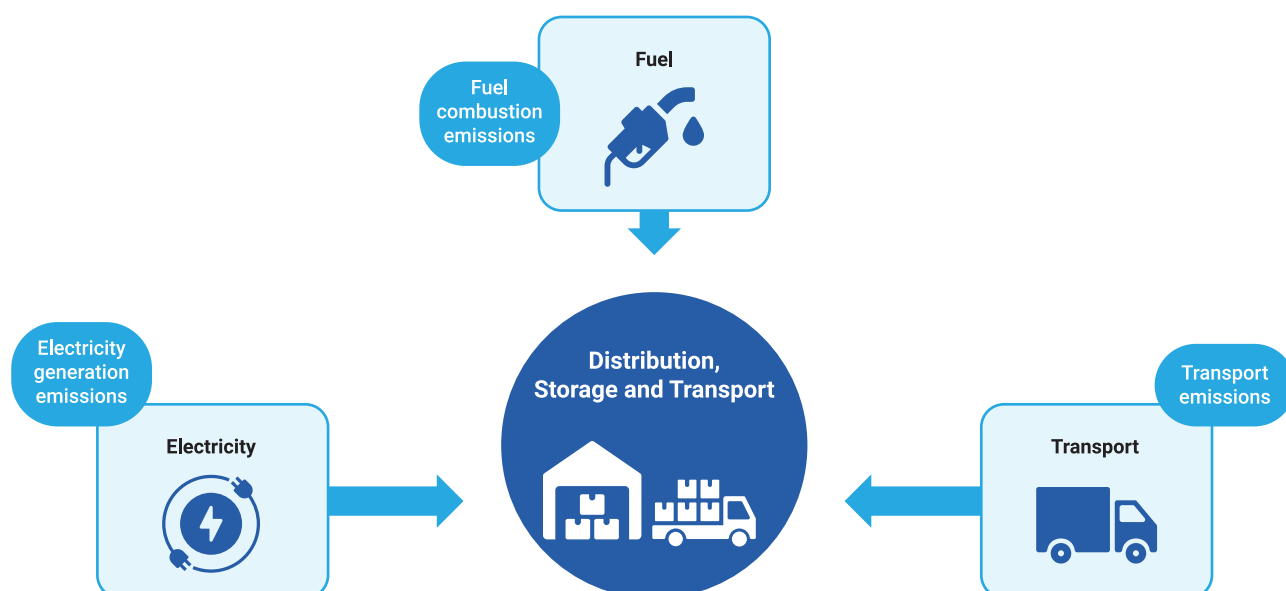 Fuel
Fuel
combustion
emissions
Distribution,
Storage and Transport
Electricity
generation
emissions
Electricity
Transport
emissions
Transport